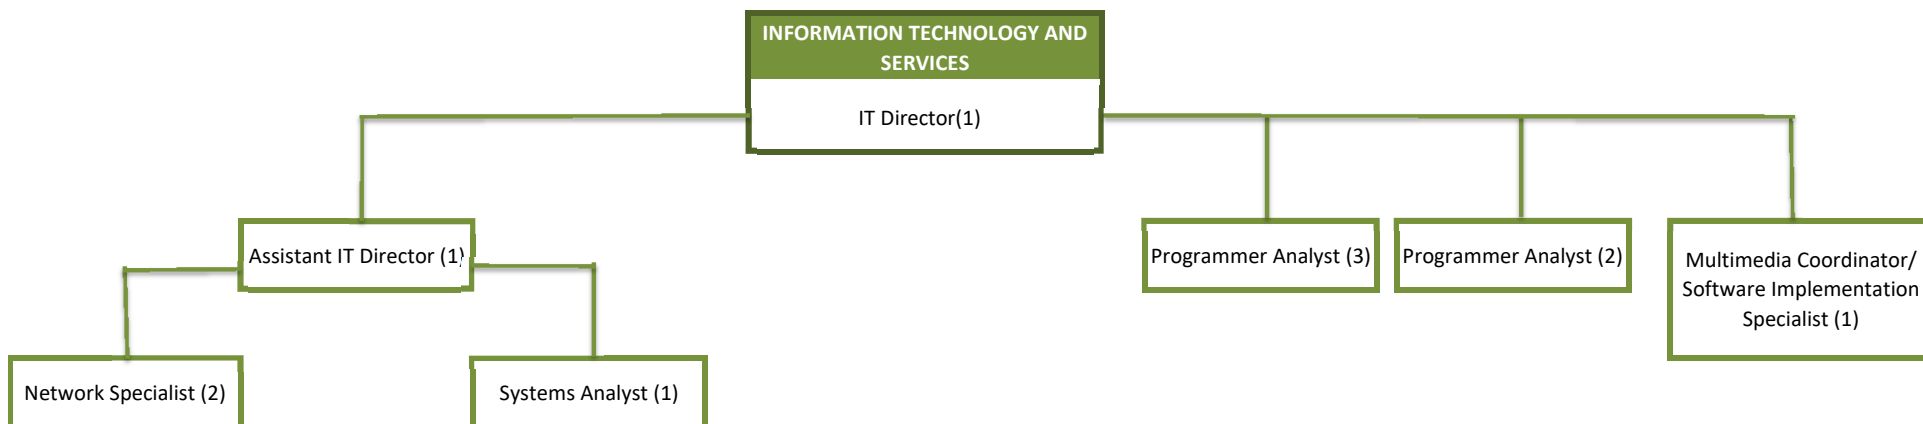 INFORMATION TECHNOLOGY AND
SERVICES
IT Director(1)
Assistant IT Director (1)
Programmer Analyst (3)
Programmer Analyst (2)
Multimedia Coordinator/
Software Implementation
Specialist (1)
Network Specialist (2)
Systems Analyst (1)